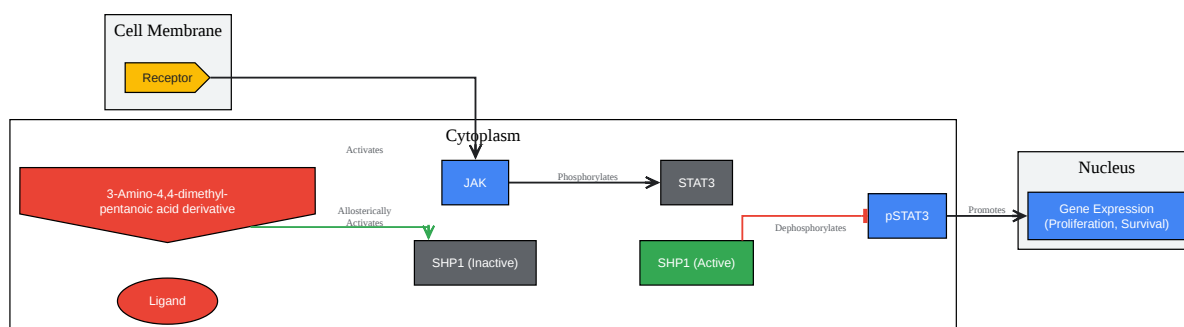 Cell Membrane
Receptor
Cytoplasm
Activates
JAK
Phosphorylates
STAT3
Nucleus
3-Amino-4,4-dimethyl-
pentanoic acid derivative
Allosterically
Activates
SHP1 (Inactive)
SHP1 (Active)
Dephosphorylates
pSTAT3
Promotes
Gene Expression
(Proliferation, Survival)
Ligand